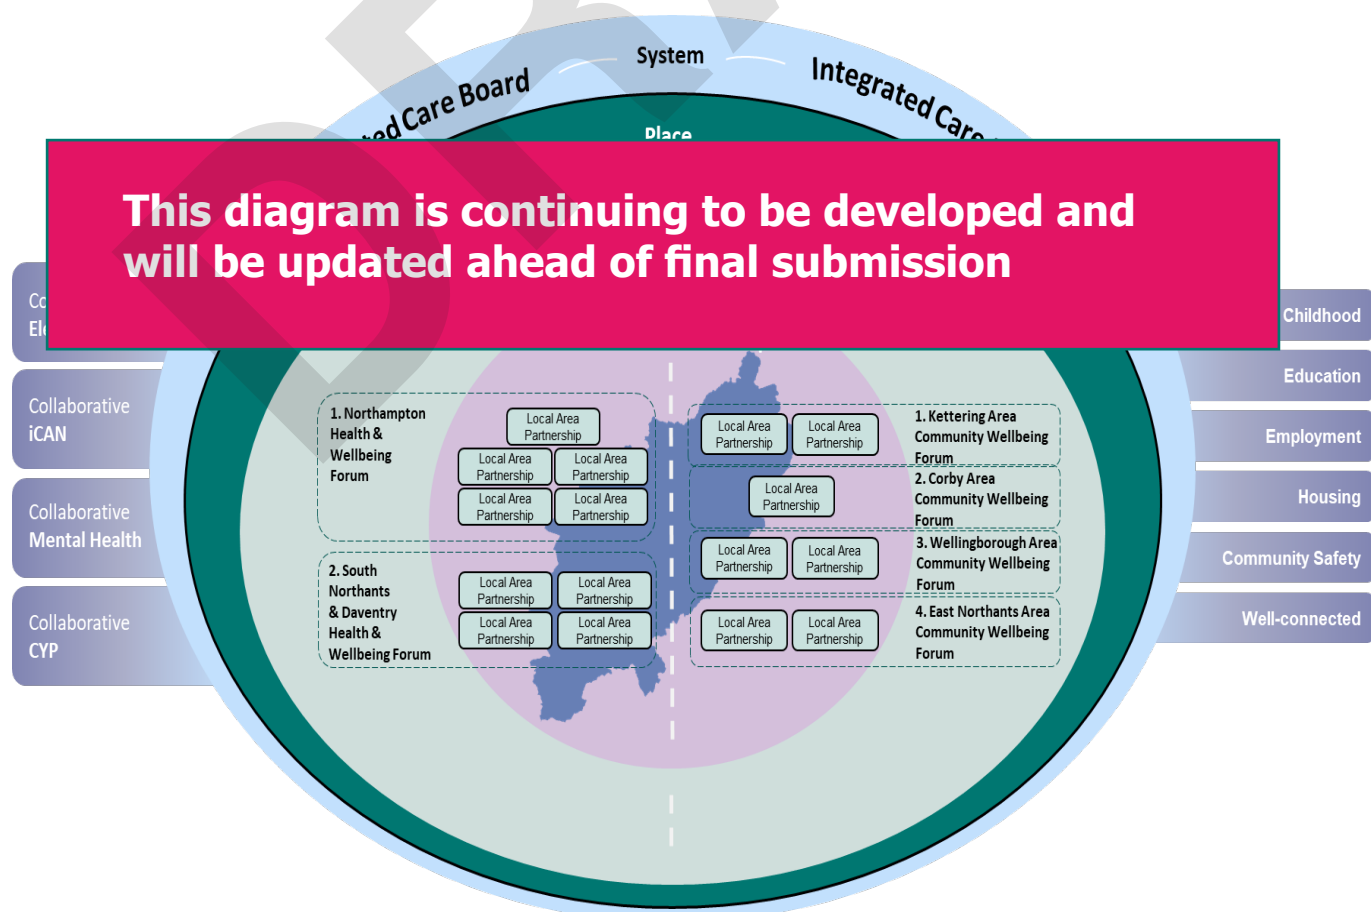 System
Care Board
Integrated Care
Place
This diagram is continuing to be developed and
will be updated ahead of final submission
Collaborative
iCAN
Collaborative
Mental Health
Collaborative
CYP
1. Northampton
Health &
Wellbeing
Forum
Local Area
Partnership
Local Area
Partnership
Local Area
Partnership
Local Area
Partnership
Local Area
Partnership
2. South
Northants
& Daventry
Health &
Wellbeing Forum
Local Area
Partnership
Local Area
Partnership
Local Area
Partnership
Local Area
Partnership
Local Area
Partnership
Local Area
Partnership
1. Kettering Area
Community Wellbeing
Forum
Local Area
Partnership
2. Corby Area
Community Wellbeing
Forum
Local Area
Partnership
Local Area
Partnership
3. Wellingborough Area
Community Wellbeing
Forum
Local Area
Partnership
Local Area
Partnership
4. East Northants Area
Community Wellbeing
Forum
Childhood
Education
Employment
Housing
Community Safety
Well-connected